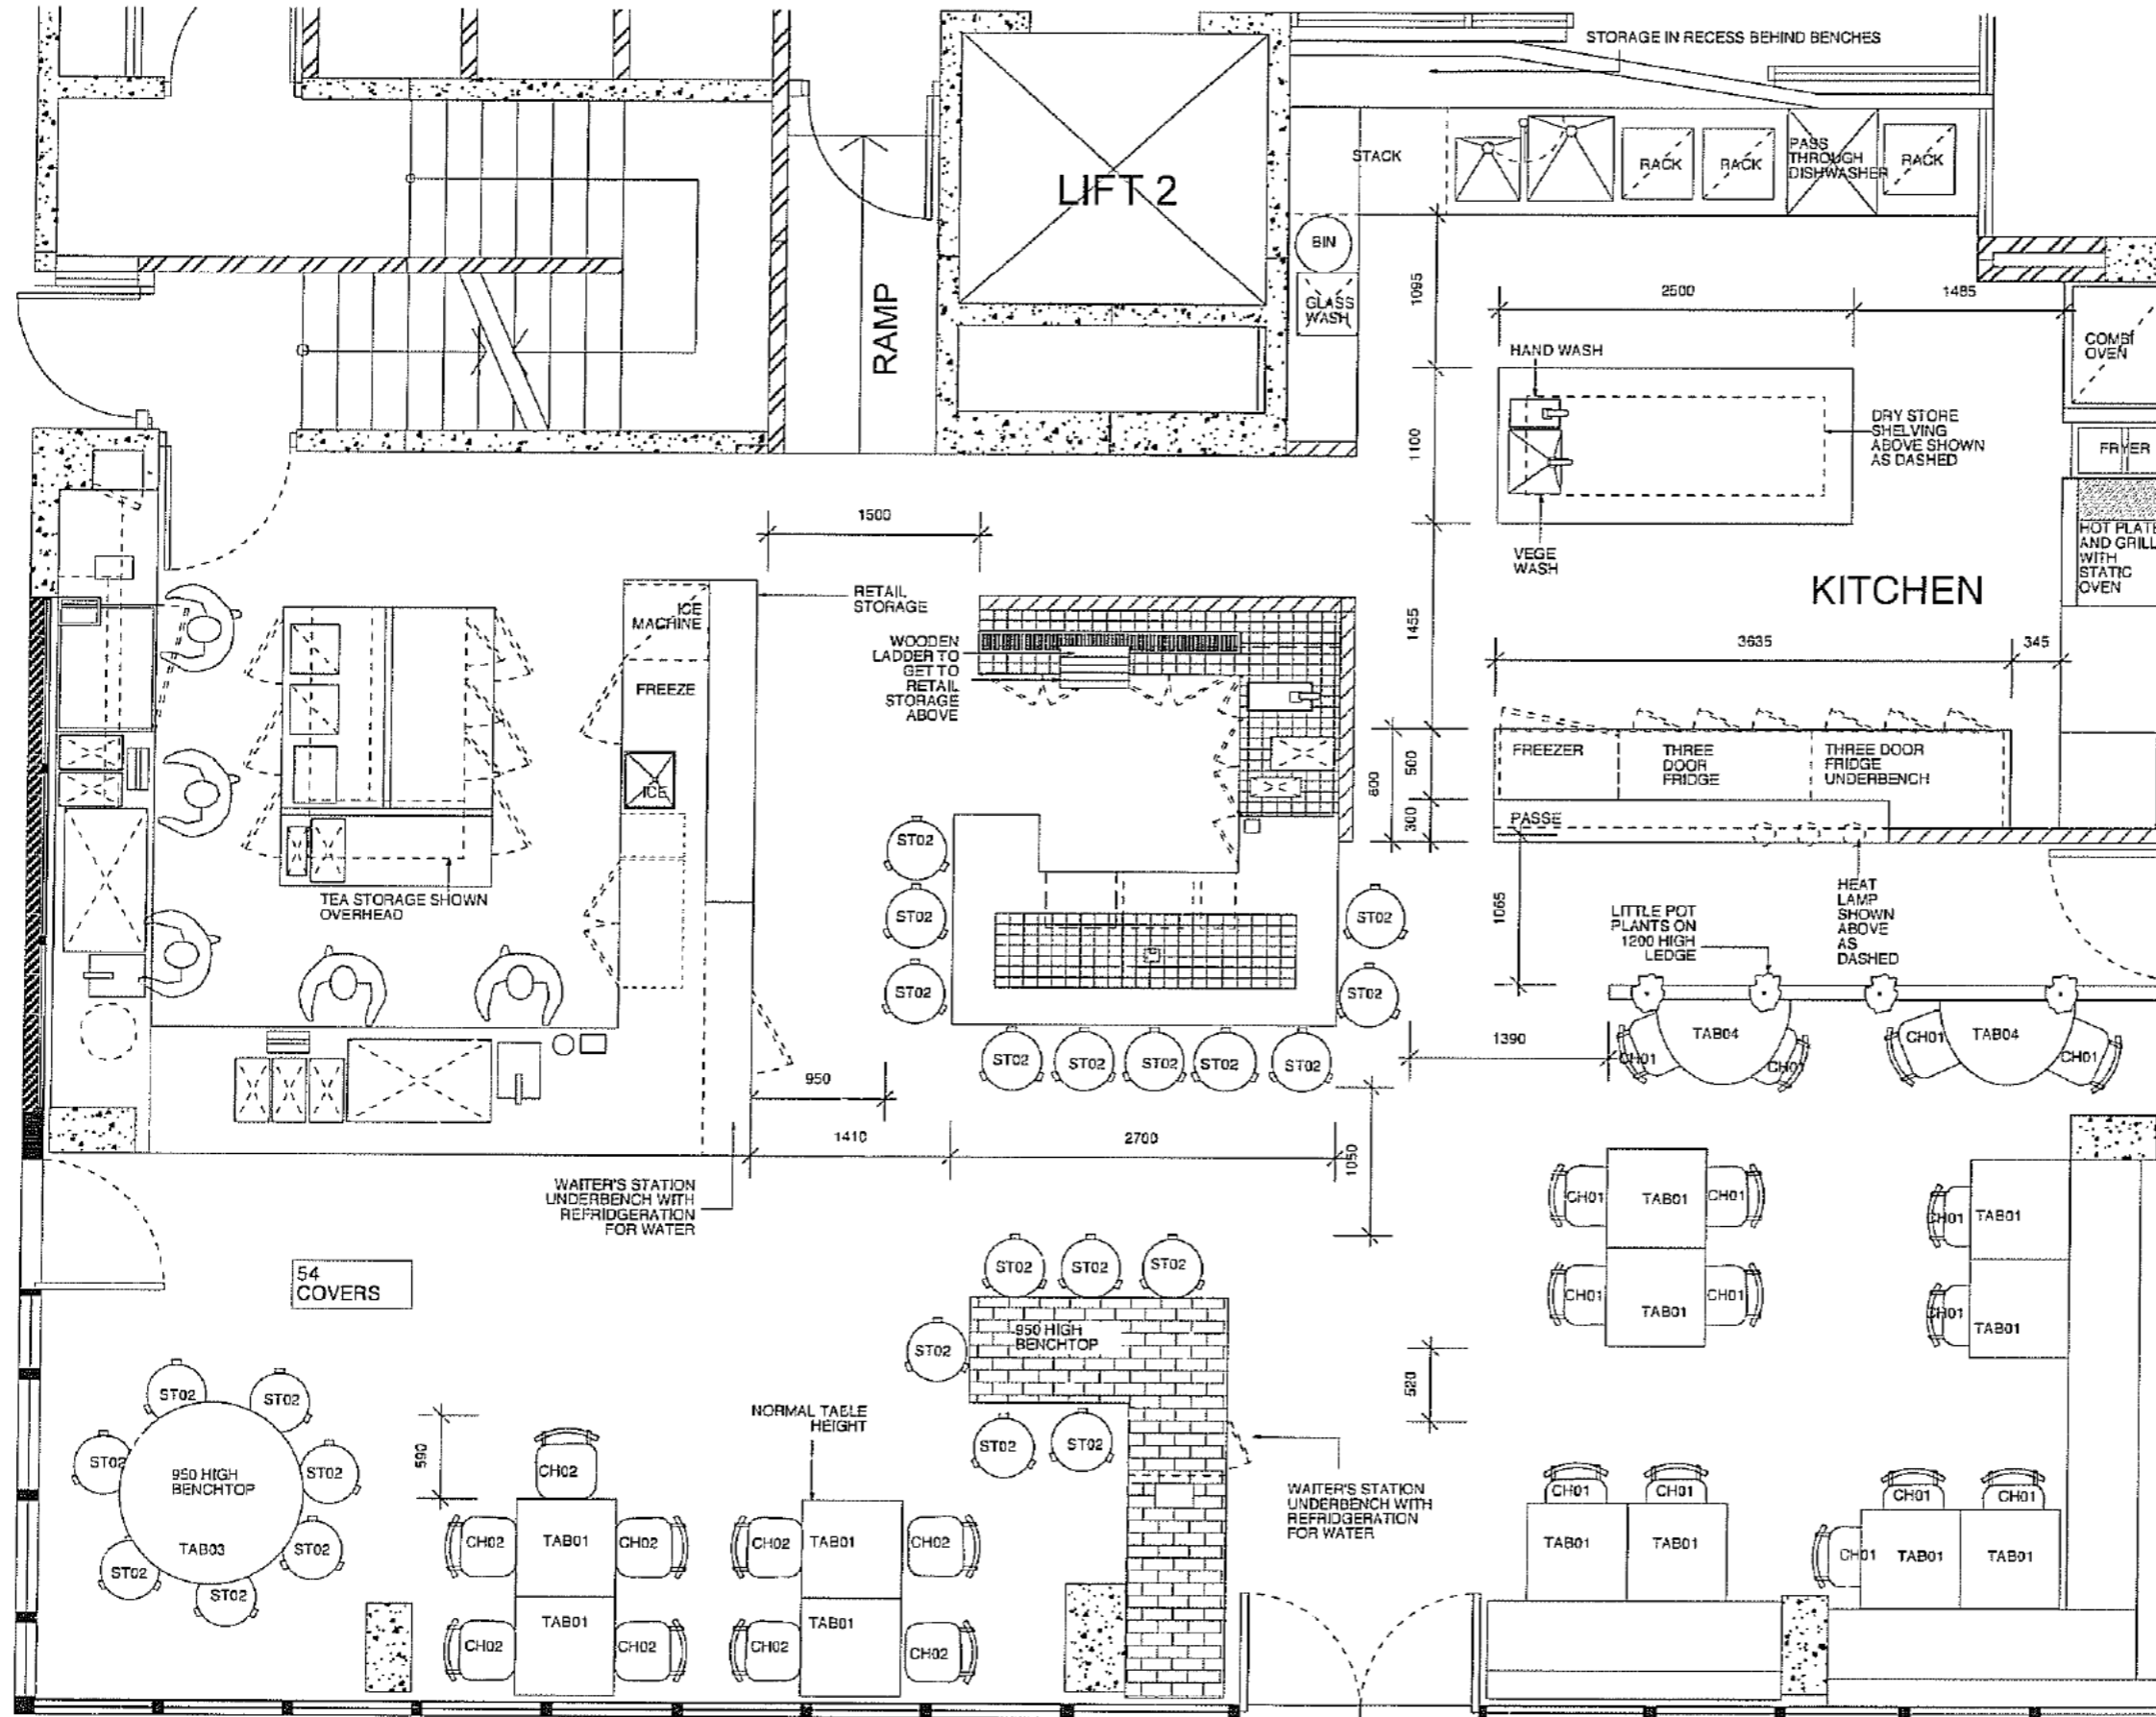 STORAGE IN RECESS BEHIND BENCHES
STACK
RACK
RACK
PASS
THROUGH
DISHWASHER
RACK
LIFT 2
BIN
GLASS
WASH
RAMP
1095
2500
1485
HAND WASH
COMBI
OVEN
DRY STORE
SHELVING
ABOVE SHOWN
AS DASHED
FRYER
1100
VEGE
WASH
HOT PLATE
AND GRILL
WITH
STATIC
OVEN
KITCHEN
1500
RETAIL
STORAGE
ICE
MACHINE
FREEZE
ICE
WOODEN
LADDER TO
GET TO
RETAIL
STORAGE
ABOVE
1455
3635
345
800
500
300
FREEZER
THREE
DOOR
FRIDGE
THREE DOOR
FRIDGE
UNDERBENCH
PASSE
TEA STORAGE SHOWN
OVERHEAD
ST02
ST02
ST02
ST02
ST02
ST02
ST02
ST02
ST02
ST02
1065
LITTLE POT
PLANTS ON
1200 HIGH
LEDGE
HEAT
LAMP
SHOWN
ABOVE
AS
DASHED
1390
CH01
TAB04
CH01
CH01
TAB04
CH01
950
1410
2700
1050
WAITER'S STATION
UNDERBENCH WITH
REFRIDGERATION
FOR WATER
54
COVERS
ST02
ST02
ST02
ST02
950 HIGH
BENCHTOP
ST02
ST02
CH01
TAB01
CH01
CH01
TAB01
CH01
CH01
TAB01
CH01
TAB01
520
ST02
ST02
ST02
ST02
950 HIGH
BENCHTOP
TAB03
ST02
ST02
ST02
590
NORMAL TABLE
HEIGHT
CH02
CH02
TAB01
CH02
CH02
TAB01
CH02
CH02
TAB01
CH02
CH02
TAB01
CH02
WAITER'S STATION
UNDERBENCH WITH
REFRIDGERATION
FOR WATER
CH01
CH01
TAB01
TAB01
CH01
CH01
CH01
TAB01
TAB01